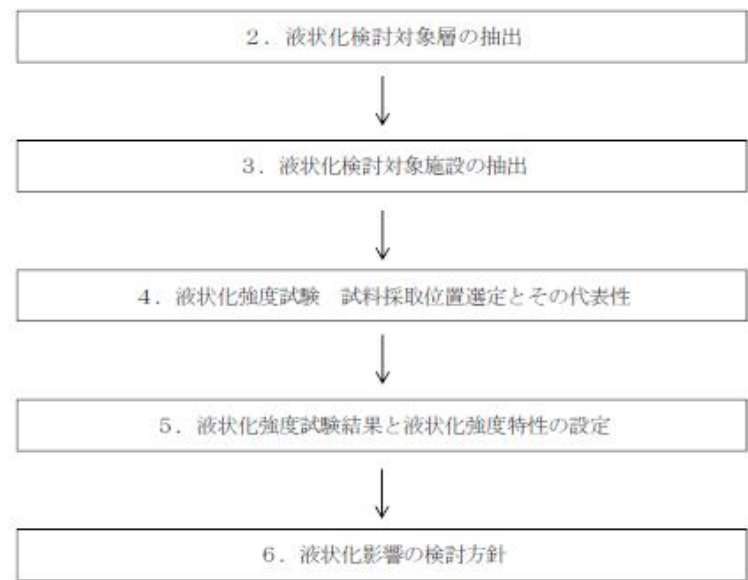 ２．液状化検討対象層の抽出
３．液状化検討対象施設の抽出
４．液状化強度試験　試料採取位置選定とその代表性
５．液状化強度試験結果と液状化強度特性の設定
６．液状化影響の検討方針